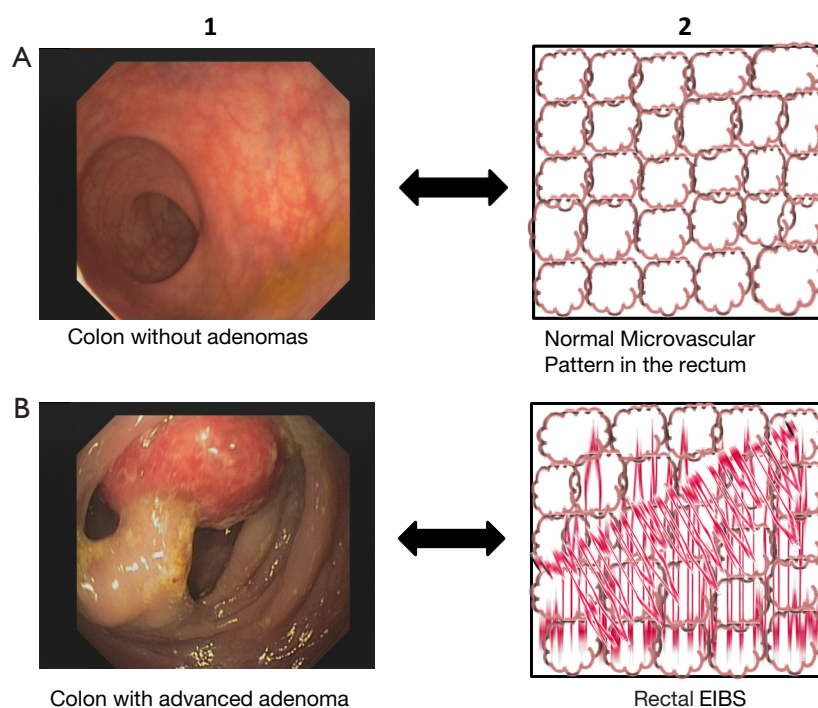 1
2
A
Colon without adenomas
Normal Microvascular
Pattern in the rectum
B
Colon with advanced adenoma
Rectal EIBS